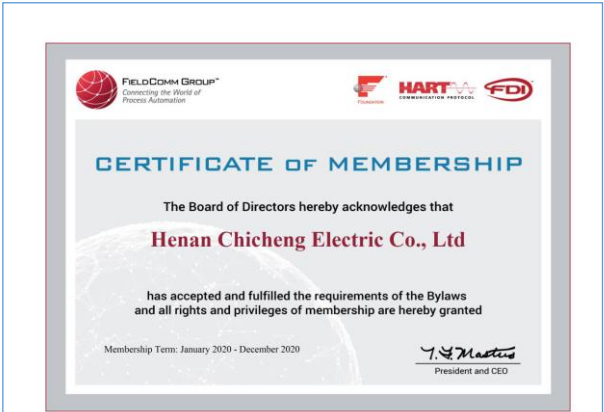 FIELDCOMM GROUP™
Connecting the World of
Process Automation
FOUNDATION
HART
COMMUNICATION PROTOCOL
FDI
CERTIFICATE OF MEMBERSHIP
The Board of Directors hereby acknowledges that
Henan Chicheng Electric Co., Ltd
has accepted and fulfilled the requirements of the Bylaws
and all rights and privileges of membership are hereby granted
Membership Term: January 2020 - December 2020
President and CEO